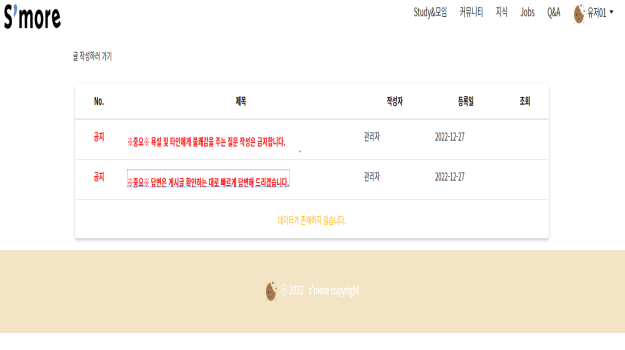 S'more
Study&모임 커뮤니티 지식 Jobs Q&A 유저01
글 작성하러 가기
No. 제목 작성자 등록일 조회
공지 ※중요※ 욕설 및 타인에게 불쾌감을 주는 질문 작성은 금지합니다. 관리자 2022-12-27
공지 ※중요※ 답변은 게시글 확인하는 대로 빠르게 답변해 드리겠습니다. 관리자 2022-12-27
데이터가 존재하지 않습니다.
ⓒ 2022 s'more copyright